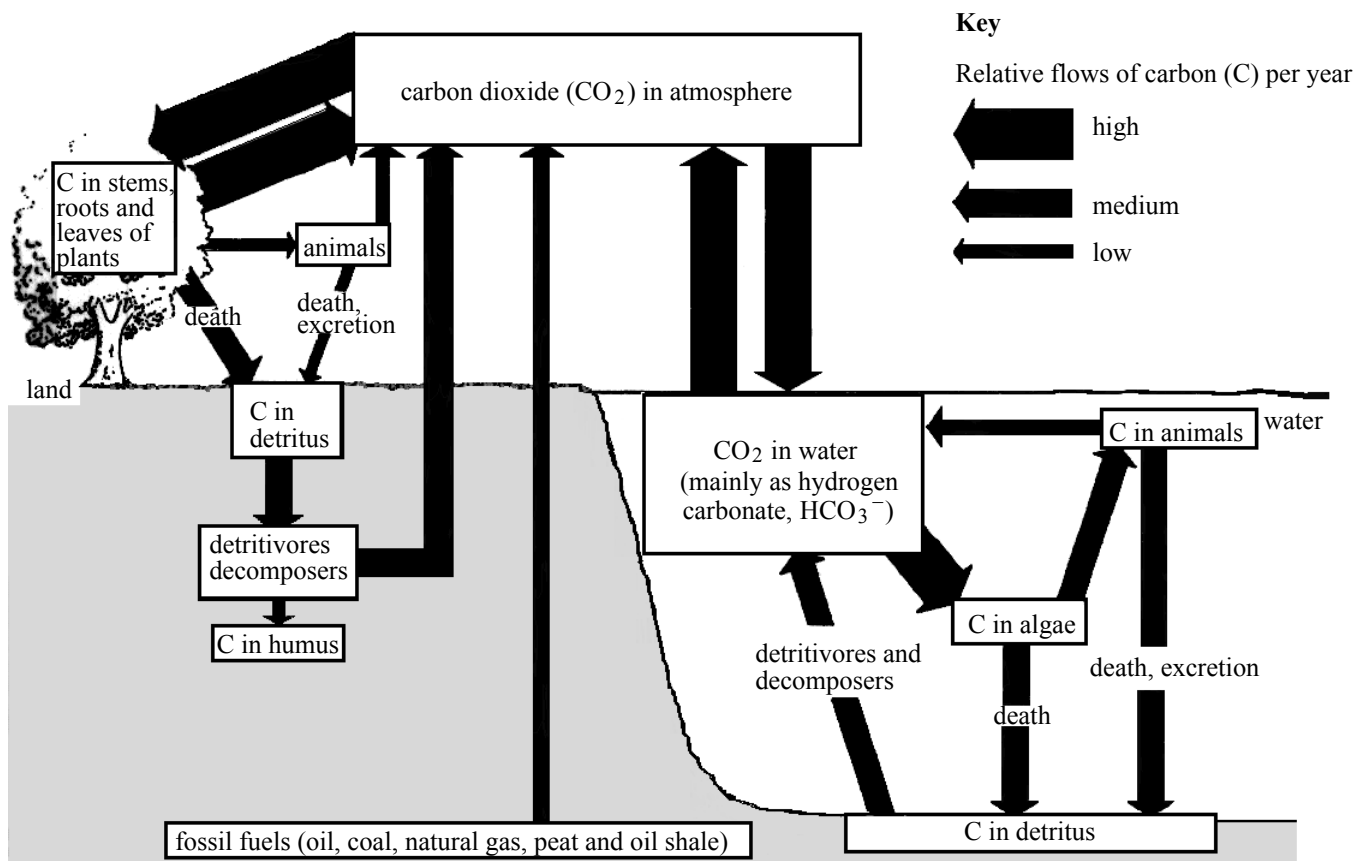 Key
Relative flows of carbon (C) per year
high
medium
low
carbon dioxide (CO₂) in atmosphere
C in stems,
roots and
leaves of
plants
animals
death
death,
excretion
land
C in
detritus
detritivores
decomposers
C in humus
fossil fuels (oil, coal, natural gas, peat and oil shale)
water
CO₂ in water
(mainly as hydrogen
carbonate, HCO₃⁻)
C in animals
C in algae
detritivores and
decomposers
death
death, excretion
C in detritus